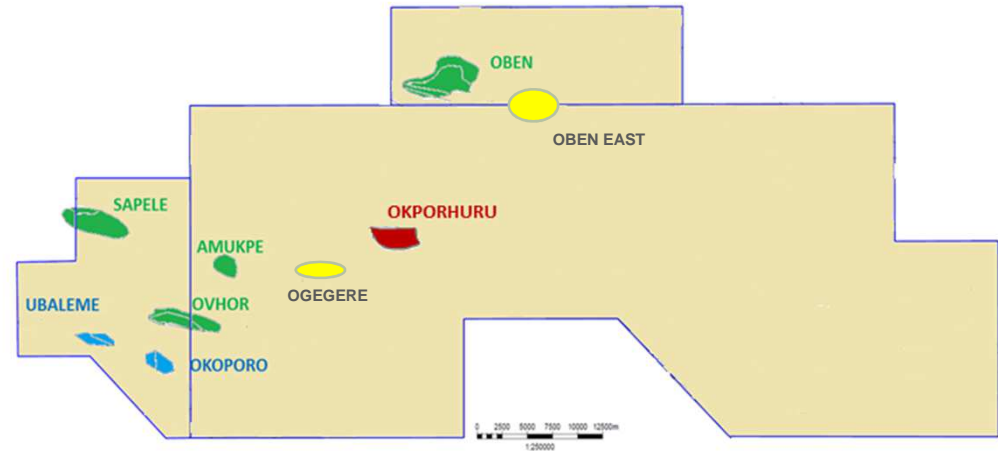 OBEN
OBEN EAST
SAPELE
OKPORHURU
AMUKPE
OGEGERE
UBALEME
OVHOR
OKOPORO
0 2500 5000 7500 10000 12500m
1:250000